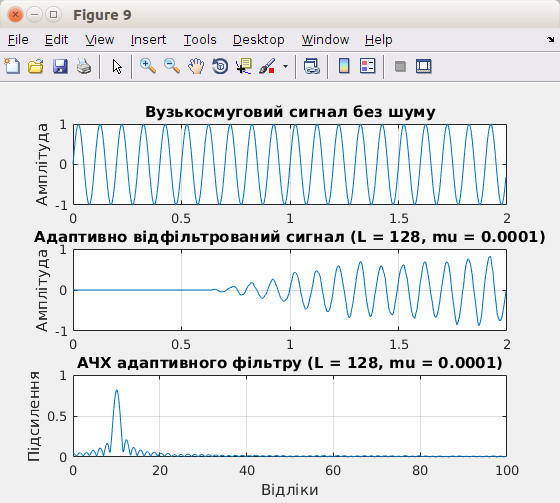 Figure 9
File Edit View Insert Tools Desktop Window Help
Вузькосмуговий сигнал без шуму
Амплітуда
1
0
-1
0 0.5 1 1.5 2
Адаптивно відфільтрований сигнал (L = 128, mu = 0.0001)
Амплітуда
1
0
-1
0 0.5 1 1.5 2
АЧХ адаптивного фільтру (L = 128, mu = 0.0001)
Підсилення
1
0.5
0
0 20 40 60 80 100
Відліки